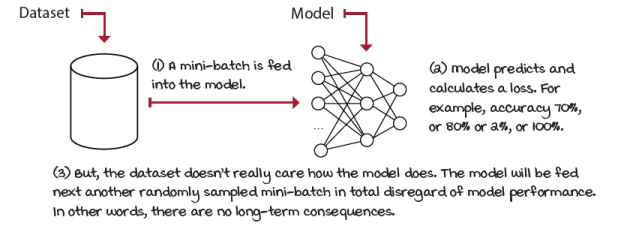 Dataset
Model
(1) A mini-batch is fed
into the model.
(2) model predicts and
calculates a loss. For
example, accuracy 70%,
or 80% or 2%, or 100%.
...
(3) But, the dataset doesn't really care how the model does. The model will be fed
next another randomly sampled mini-batch in total disregard of model performance.
In other words, there are no long-term consequences.